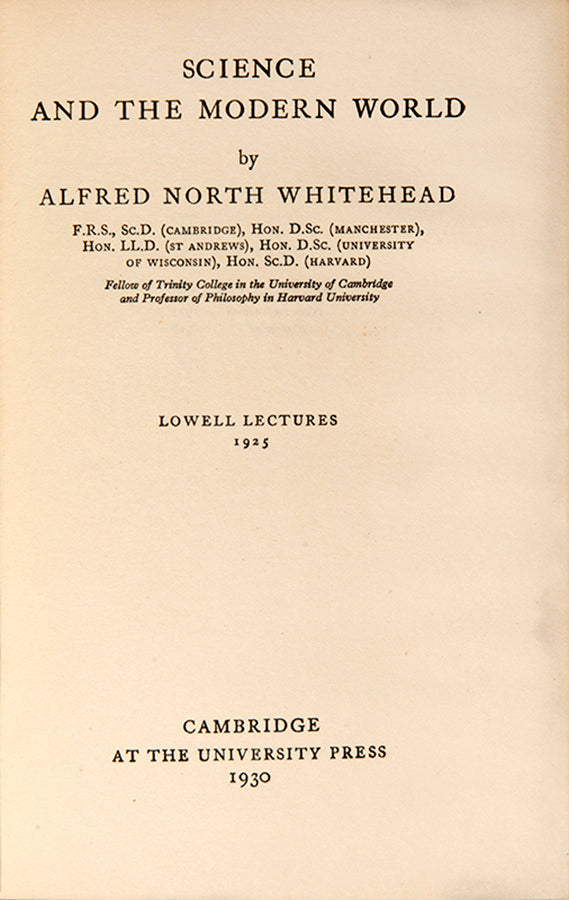 SCIENCE
AND THE MODERN WORLD
by
ALFRED NORTH WHITEHEAD
F.R.S., Sc.D. (CAMBRIDGE), Hon. D.Sc. (MANCHESTER),
Hon. LL.D. (ST ANDREWS), Hon. D.Sc. (UNIVERSITY
OF WISCONSIN), Hon. Sc.D. (HARVARD)
Fellow of Trinity College in the University of Cambridge
and Professor of Philosophy in Harvard University
LOWELL LECTURES
1925
CAMBRIDGE
AT THE UNIVERSITY PRESS
1930